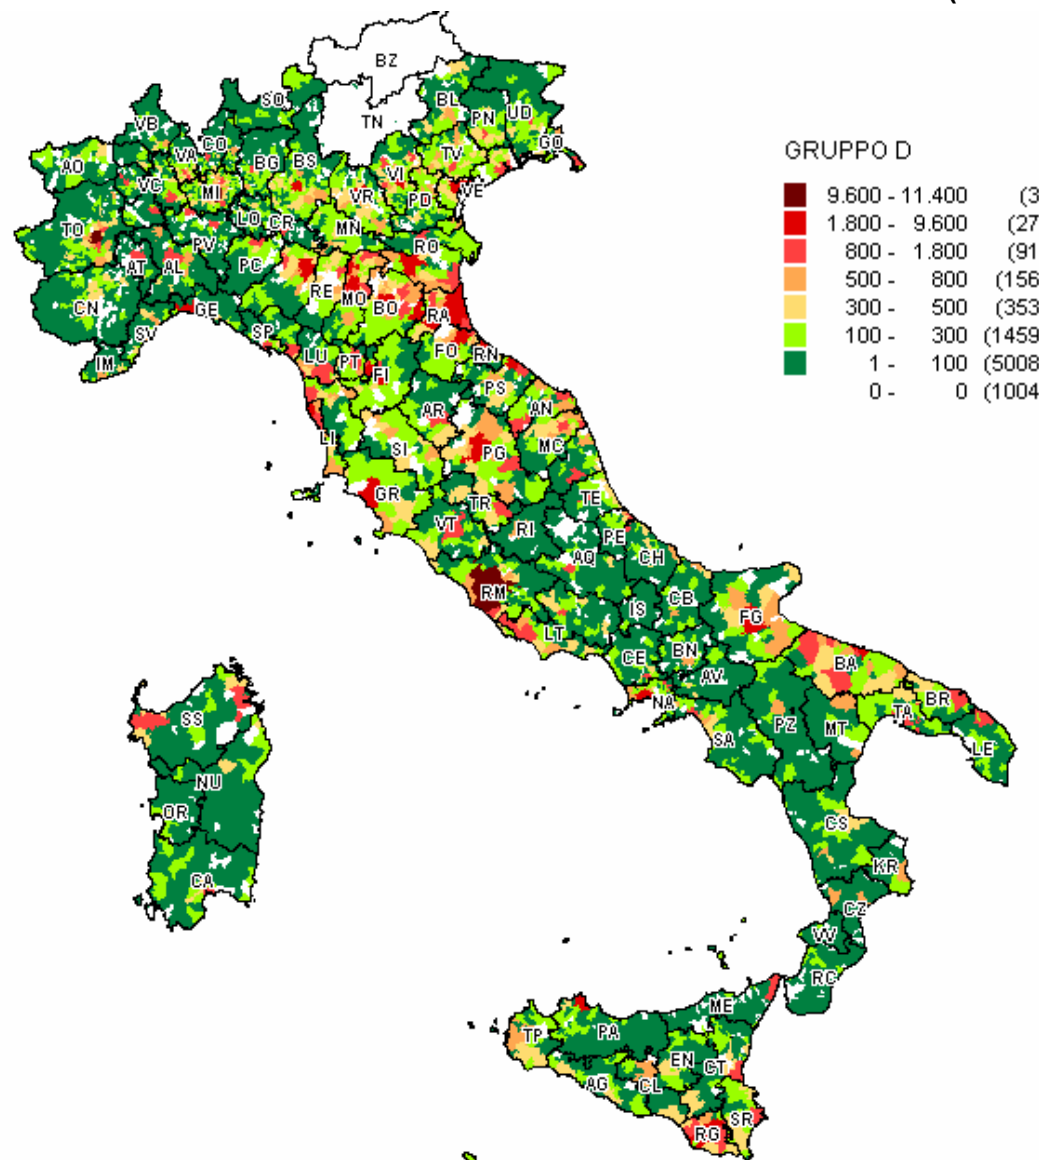 BZ
SO
BL
PN
UD
TN
VB
CO
VA
BG
BS
TV
GO
AO
VC
MI
VI
VR
PD
VE
TO
LO
CR
MN
RO
AT
AL
PV
PC
RE
MO
BO
CN
GE
SP
RA
SV
IM
LU
PT
FI
FO
RN
PS
AR
AN
LI
SI
PG
MC
GR
TR
TE
VT
RI
PE
AQ
CH
RM
IS
CB
FG
LT
CE
BN
AV
BA
NA
SA
PZ
MT
TA
BR
LE
SS
NU
OR
CA
CS
KR
CZ
VV
RC
ME
TP
PA
EN
CT
AG
CL
SR
RG
GRUPPO D
9.600 - 11.400 (3
1.800 - 9.600 (27
800 - 1.800 (91
500 - 800 (156
300 - 500 (353
100 - 300 (1459
1 - 100 (5008
0 - 0 (1004